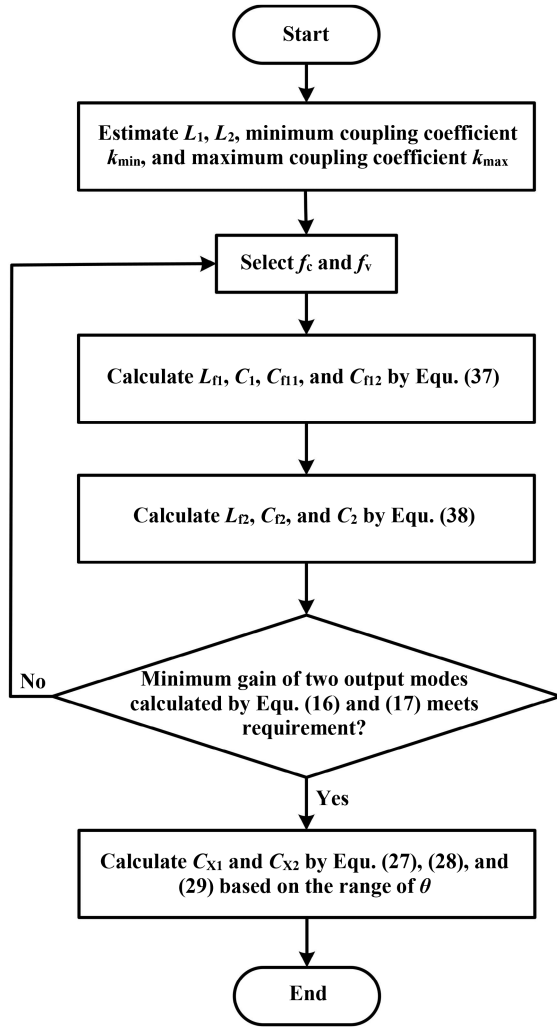 Start
Estimate L1, L2, minimum coupling coefficient
kmin, and maximum coupling coefficient kmax
Select fc and fv
Calculate Lf1, C1, Cf11, and Cf12 by Equ. (37)
Calculate Lf2, Cf2, and C2 by Equ. (38)
No
Minimum gain of two output modes
calculated by Equ. (16) and (17) meets
requirement?
Yes
Calculate CX1 and CX2 by Equ. (27), (28), and
(29) based on the range of θ
End